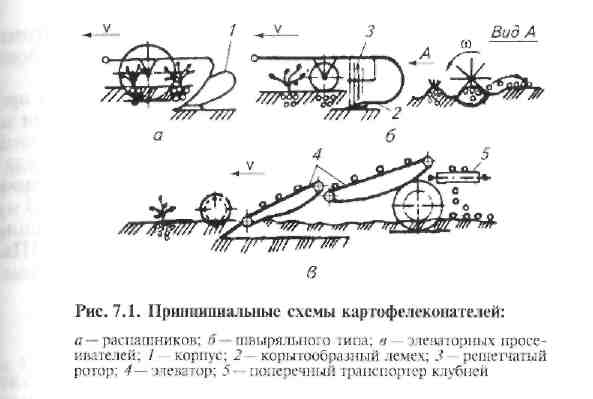 V
1
а
V
3
А
2
б
ω
Вид А
V
4
5
в
Рис. 7.1. Принципиальные схемы картофелекопателей:
а — распашников; б — швыряльного типа; в — элеваторных просе-
ивателей; 1 — корпус; 2 — корытообразный лемех; 3 — решетчатый
ротор; 4 — элеватор; 5 — поперечный транспортер клубней